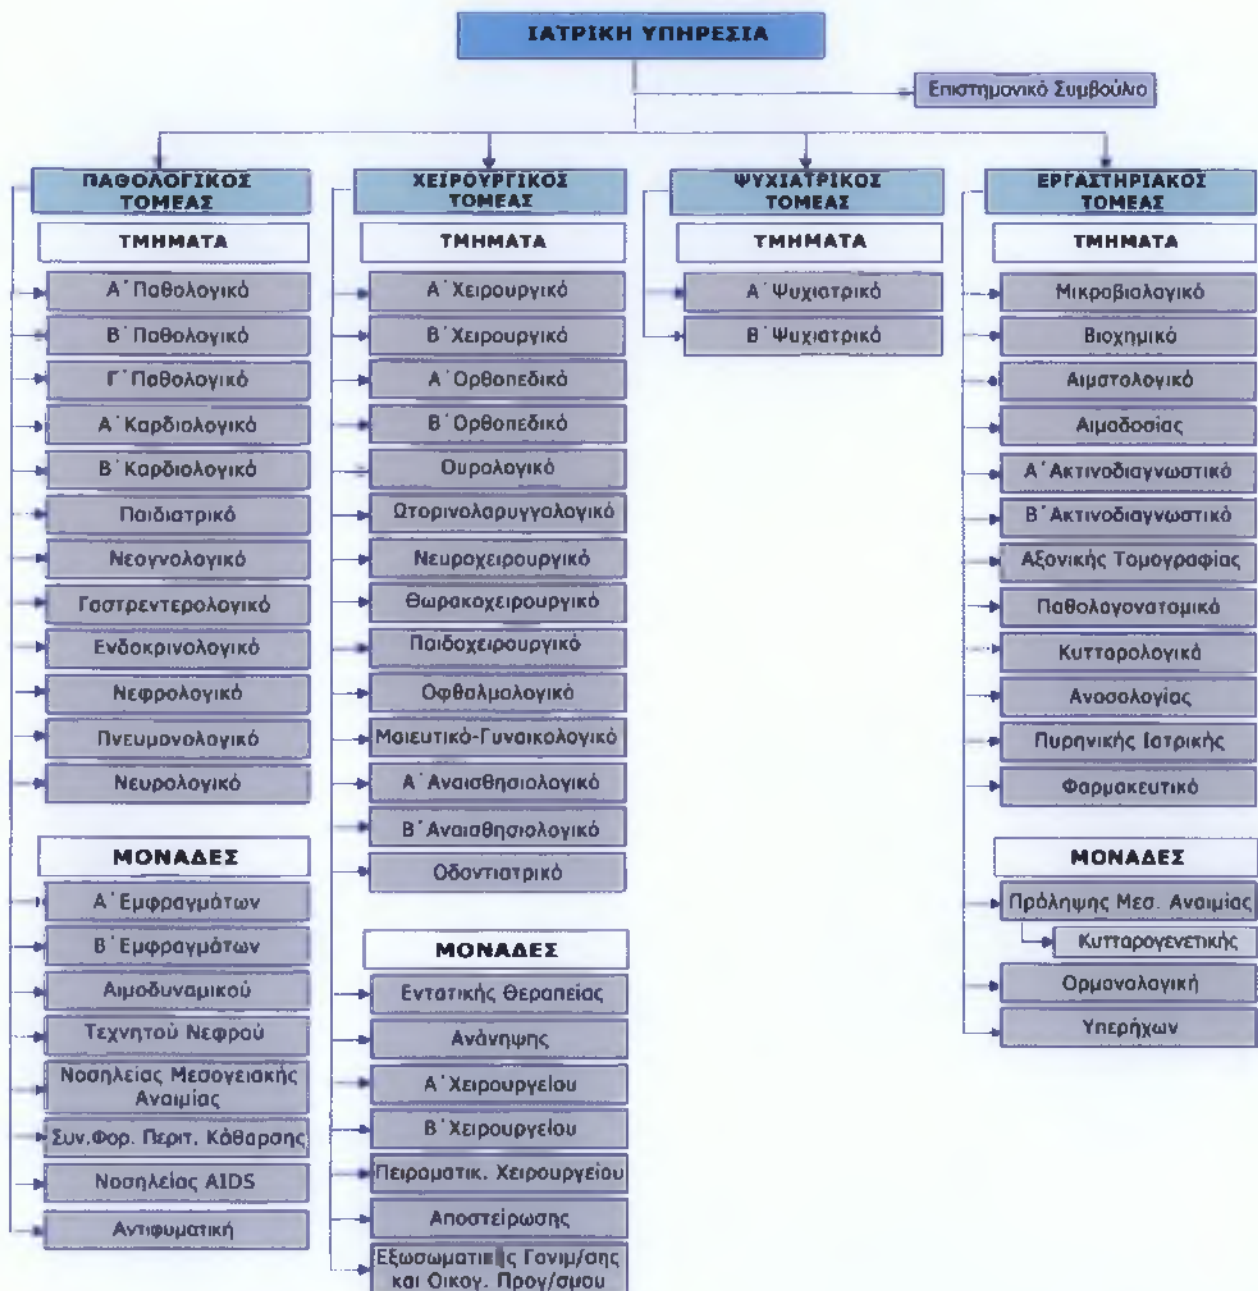 ΙΑΤΡΙΚΗ ΥΠΗΡΕΣΙΑ
Επιστημονικό Συμβούλιο
ΠΑΘΟΛΟΓΙΚΟΣ
ΤΟΜΕΑΣ
ΤΜΗΜΑΤΑ
Α΄ Παθολογικό
Β΄ Παθολογικό
Γ΄ Παθολογικό
Α΄ Καρδιολογικό
Β΄ Καρδιολογικό
Παιδιατρικό
Νεογνολογικό
Γαστρεντερολογικό
Ενδοκρινολογικό
Νεφρολογικό
Πνευμονολογικό
Νευρολογικό
ΜΟΝΑΔΕΣ
Α΄ Εμφραγμάτων
Β΄ Εμφραγμάτων
Αιμοδυναμικού
Τεχνητού Νεφρού
Νοσηλείας Μεσογειακής
Αναιμίας
Συν.Φορ. Περιτ. Κάθαρσης
Νοσηλείας AIDS
Αντιφυματική
ΧΕΙΡΟΥΡΓΙΚΟΣ
ΤΟΜΕΑΣ
ΤΜΗΜΑΤΑ
Α΄ Χειρουργικό
Β΄ Χειρουργικό
Α΄ Ορθοπεδικό
Β΄ Ορθοπεδικό
Ουρολογικό
Ωτορινολαρυγγολογικό
Νευροχειρουργικό
Θωρακοχειρουργικό
Παιδοχειρουργικό
Οφθαλμολογικό
Μαιευτικό-Γυναικολογικό
Α΄ Αναισθησιολογικό
Β΄ Αναισθησιολογικό
Οδοντιατρικό
ΜΟΝΑΔΕΣ
Εντατικής Θεραπείας
Ανάνηψης
Α΄ Χειρουργείου
Β΄ Χειρουργείου
Πειραματικ. Χειρουργείου
Αποστείρωσης
Εξωσωματικής Γονιμ/σης
και Οικογ. Προγ/σμου
ΨΥΧΙΑΤΡΙΚΟΣ
ΤΟΜΕΑΣ
ΤΜΗΜΑΤΑ
Α΄ Ψυχιατρικό
Β΄ Ψυχιατρικό
ΕΡΓΑΣΤΗΡΙΑΚΟΣ
ΤΟΜΕΑΣ
ΤΜΗΜΑΤΑ
Μικροβιολογικό
Βιοχημικό
Αιματολογικό
Αιμοδοσίας
Α΄ Ακτινοδιαγνωστικό
Β΄ Ακτινοδιαγνωστικό
Αξονικής Τομογραφίας
Παθολογονατομικό
Κυτταρολογικό
Ανοσολογίας
Πυρηνικής Ιατρικής
Φαρμακευτικό
ΜΟΝΑΔΕΣ
Πρόληψης Μεσ. Αναιμίας
Κυτταρογενετικής
Ορμονολογική
Υπερήχων